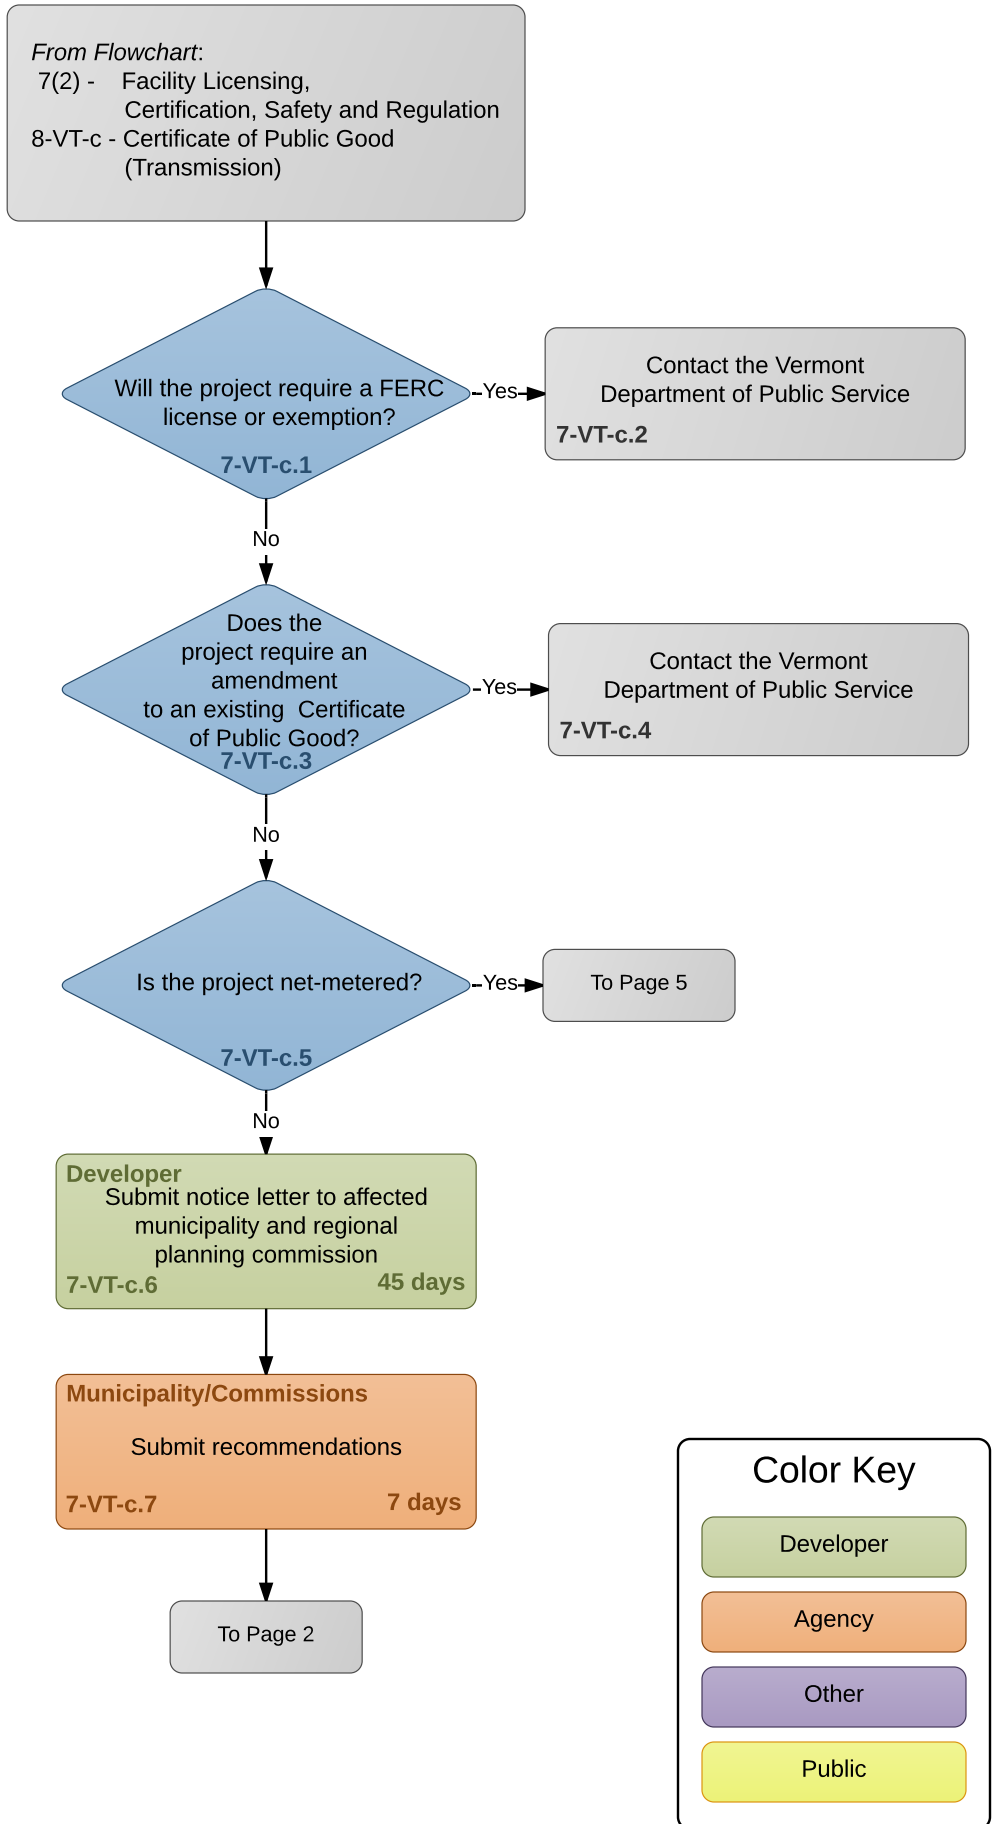 From Flowchart:
7(2) - Facility Licensing,
Certification, Safety and Regulation
8-VT-c - Certificate of Public Good
(Transmission)
Will the project require a FERC
license or exemption?
7-VT-c.1
Yes
Contact the Vermont
Department of Public Service
7-VT-c.2
No
Does the
project require an
amendment
to an existing  Certificate
of Public Good?
7-VT-c.3
Yes
Contact the Vermont
Department of Public Service
7-VT-c.4
No
Is the project net-metered?
7-VT-c.5
Yes
To Page 5
No
Developer
Submit notice letter to affected
municipality and regional
planning commission
7-VT-c.6
45 days
Municipality/Commissions
Submit recommendations
7-VT-c.7
7 days
To Page 2
Color Key
Developer
Agency
Other
Public